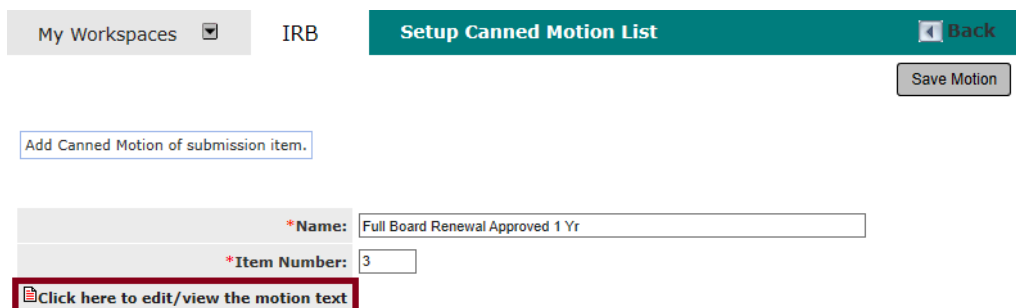 My Workspaces IRB Setup Canned Motion List Back
Save Motion
Add Canned Motion of submission item.
*Name: Full Board Renewal Approved 1 Yr
*Item Number: 3
Click here to edit/view the motion text